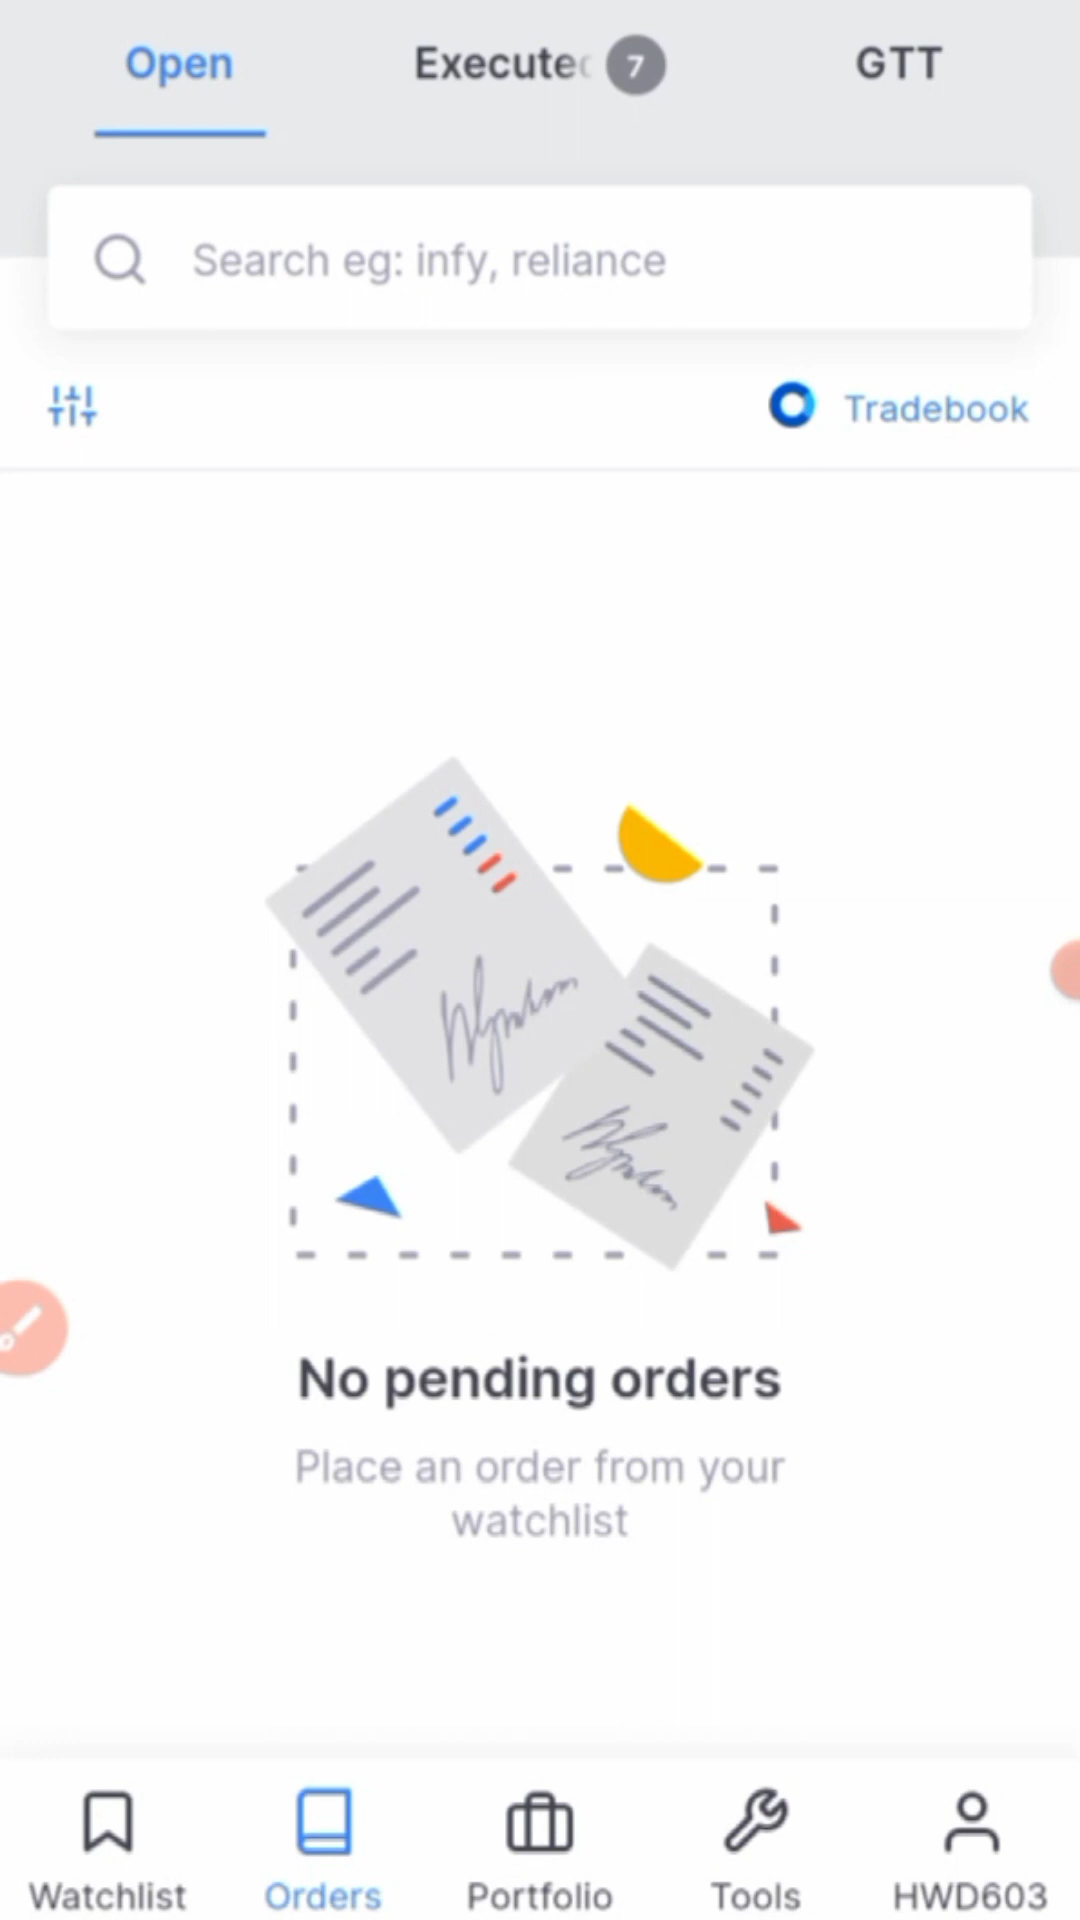 Open
Execute 7
GTT
Search eg: infy, reliance
Tradebook
No pending orders
Place an order from your
watchlist
Watchlist
Orders
Portfolio
Tools
HWD603